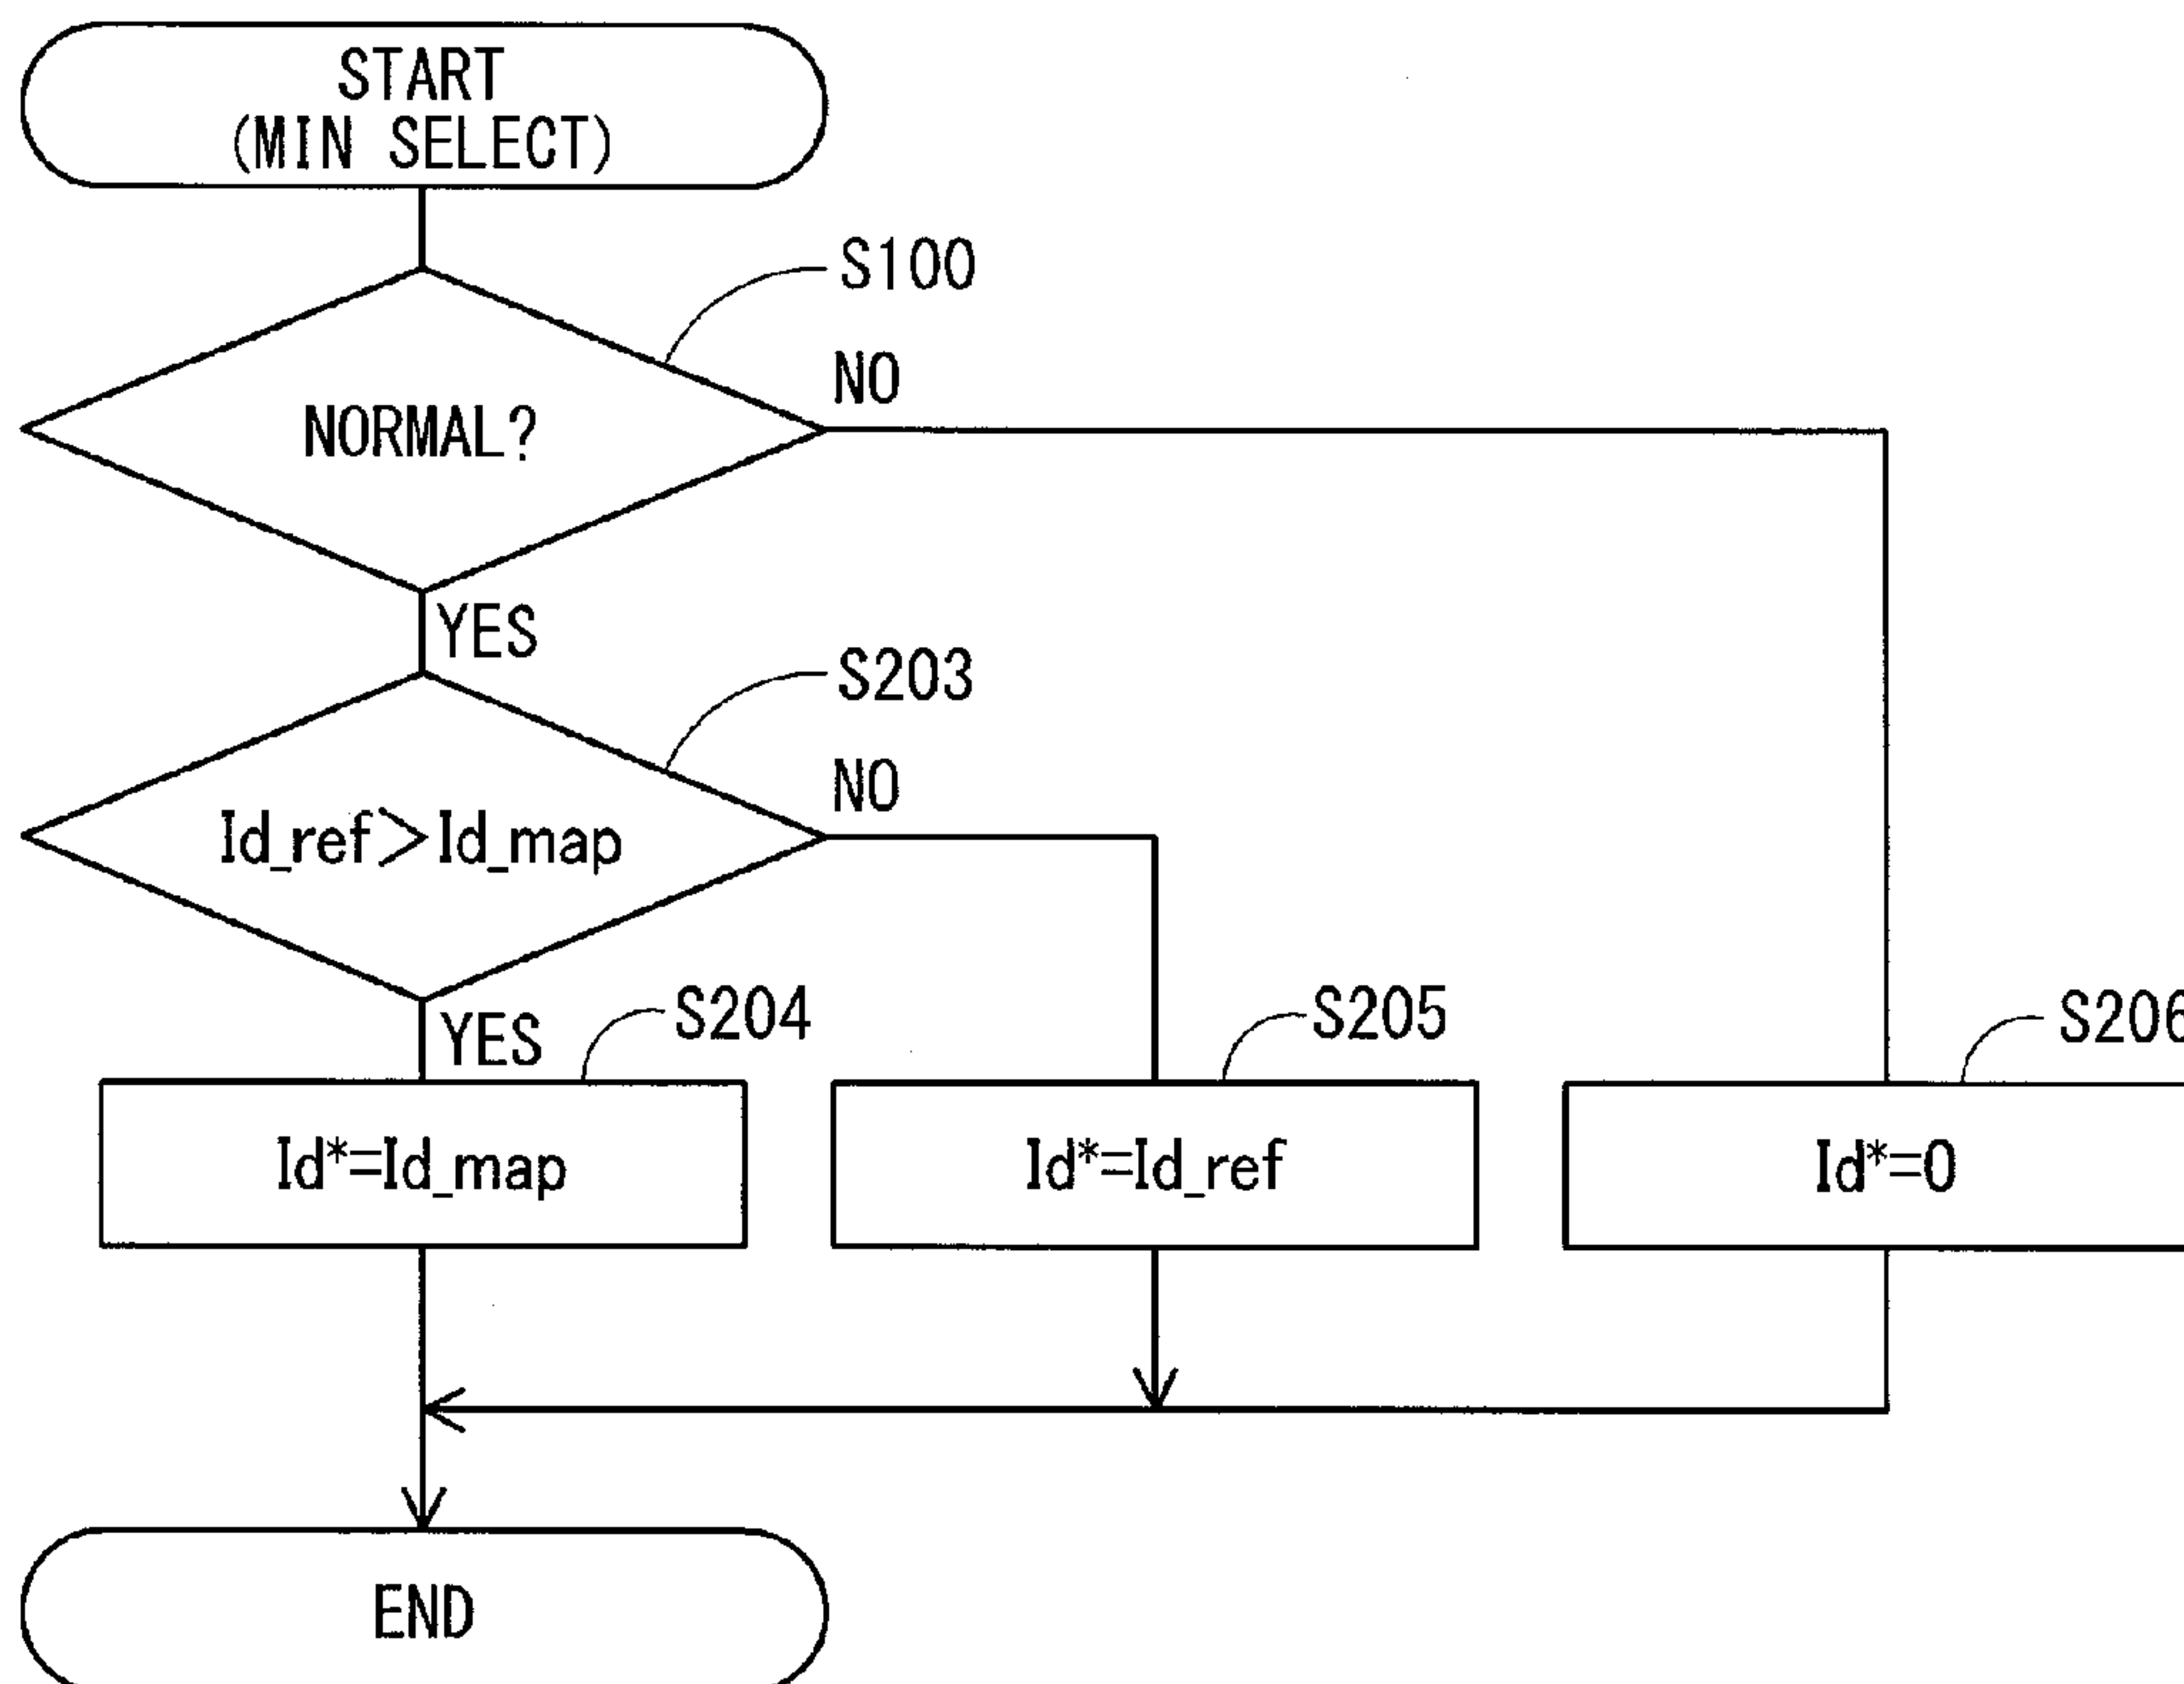 START
(MIN SELECT)
S100
NO
NORMAL?
YES
S203
NO
Id_ref>Id_map
YES
S204
S205
S206
Id*=Id_map
Id*=Id_ref
Id*=0
END